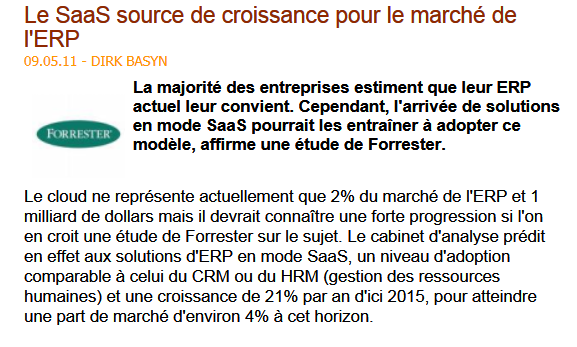 Le SaaS source de croissance pour le marché de
l'ERP
09.05.11 - DIRK BASYN
La majorité des entreprises estiment que leur ERP
actuel leur convient. Cependant, l'arrivée de solutions
en mode SaaS pourrait les entraîner à adopter ce
modèle, affirme une étude de Forrester.
FORRESTER
Le cloud ne représente actuellement que 2% du marché de l'ERP et 1
milliard de dollars mais il devrait connaître une forte progression si l'on
en croit une étude de Forrester sur le sujet. Le cabinet d'analyse prédit
en effet aux solutions d'ERP en mode SaaS, un niveau d'adoption
comparable à celui du CRM ou du HRM (gestion des ressources
humaines) et une croissance de 21% par an d'ici 2015, pour atteindre
une part de marché d'environ 4% à cet horizon.